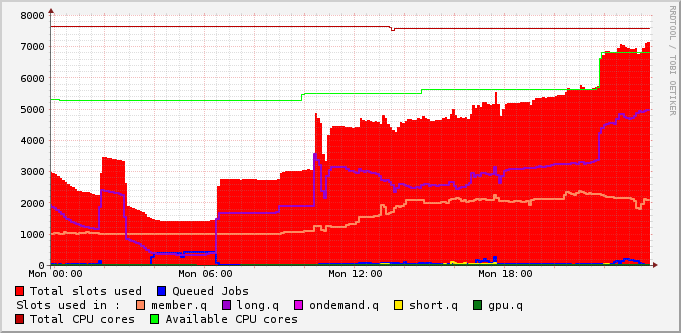 8000
7000
6000
5000
4000
3000
2000
1000
0
Mon 00:00 Mon 06:00 Mon 12:00 Mon 18:00
Total slots used Queued Jobs
Slots used in : member.q long.q ondemand.q short.q gpu.q
Total CPU cores Available CPU cores
RRDTOOL / TOBI OETIKER